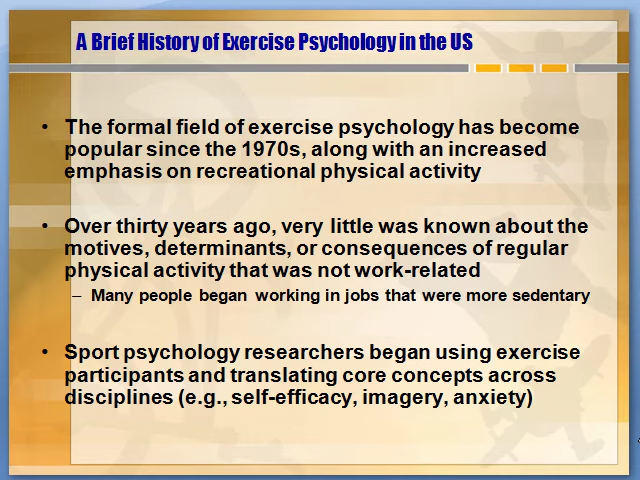 A Brief History of Exercise Psychology in the US
• The formal field of exercise psychology has become
popular since the 1970s, along with an increased
emphasis on recreational physical activity
• Over thirty years ago, very little was known about the
motives, determinants, or consequences of regular
physical activity that was not work-related
– Many people began working in jobs that were more sedentary
• Sport psychology researchers began using exercise
participants and translating core concepts across
disciplines (e.g., self-efficacy, imagery, anxiety)